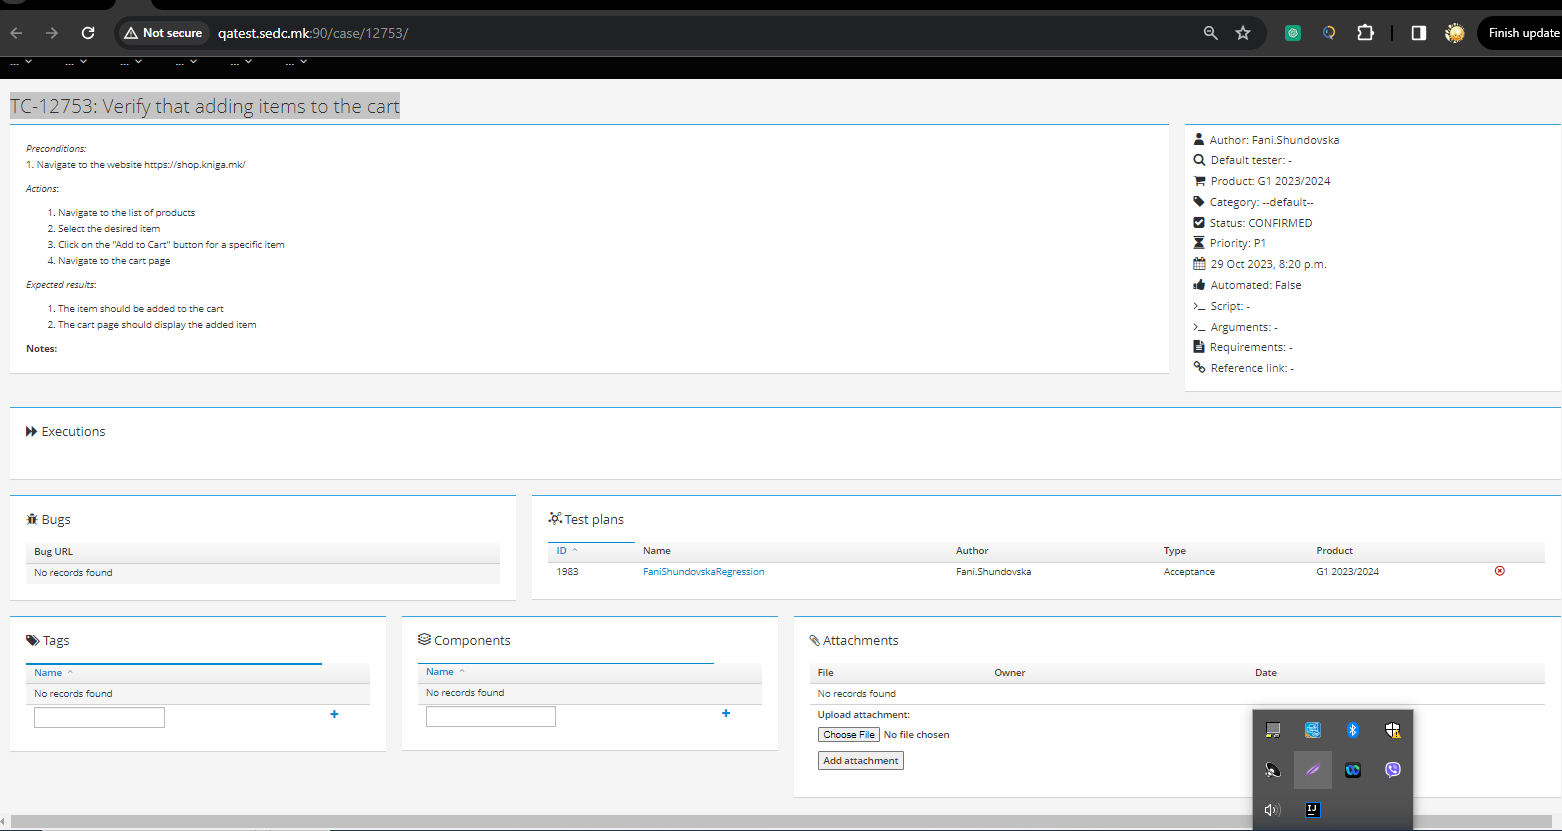 Not secure
qatest.sedc.mk:90/case/12753/
Finish update
... ... ... ... ... ...
TC-12753: Verify that adding items to the cart
Preconditions:
1. Navigate to the website https://shop.kniga.mk/
Actions:
1. Navigate to the list of products
2. Select the desired item
3. Click on the "Add to Cart" button for a specific item
4. Navigate to the cart page
Expected results:
1. The item should be added to the cart
2. The cart page should display the added item
Notes:
Author: Fani.Shundovska
Default tester: -
Product: G1 2023/2024
Category: --default--
Status: CONFIRMED
Priority: P1
29 Oct 2023, 8:20 p.m.
Automated: False
Script: -
Arguments: -
Requirements: -
Reference link: -
Executions
Bugs
Bug URL
No records found
Test plans
ID Name Author Type Product
1983 FaniShundovskaRegression Fani.Shundovska Acceptance G1 2023/2024
Tags
Name
No records found
Components
Name
No records found
Attachments
File Owner Date
No records found
Upload attachment:
Choose File No file chosen
Add attachment
IJ